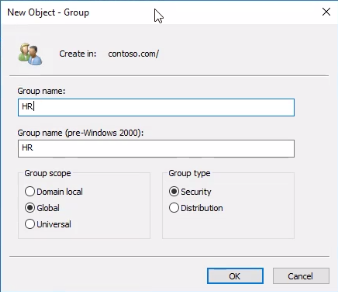 New Object - Group
Create in: contoso.com/
Group name:
HR
Group name (pre-Windows 2000):
HR
Group scope
Domain local
Global
Universal
Group type
Security
Distribution
OK
Cancel